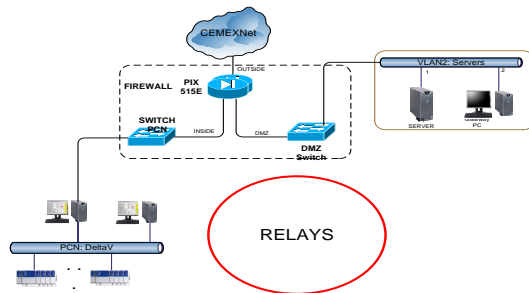 CEMEXNet
OUTSIDE
FIREWALL
PIX
515E
VLAN2: Servers
1
2
SERVER
PC
SWITCH
PCN
INSIDE
DMZ
DMZ
Switch
RELAYS
PCN: DeltaV